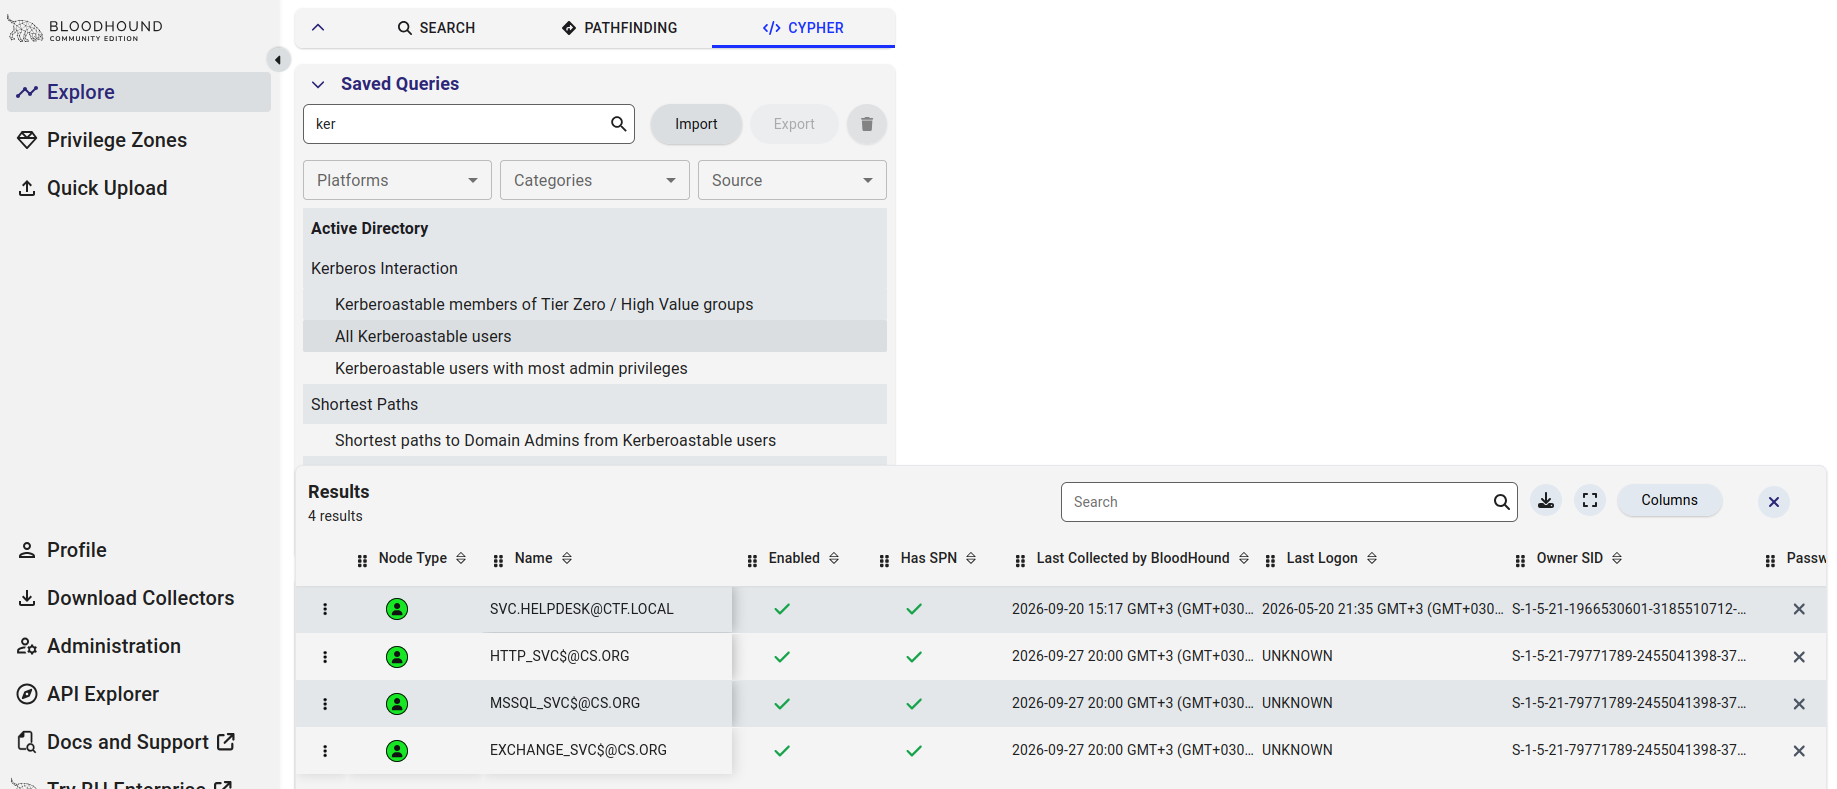 BLOODHOUND
COMMUNITY EDITION
Explore
Privilege Zones
Quick Upload
Profile
Download Collectors
Administration
API Explorer
Docs and Support
Try BH Enterprise
SEARCH
PATHFINDING
</> CYPHER
Saved Queries
ker
Import
Export
Platforms
Categories
Source
Active Directory
Kerberos Interaction
Kerberoastable members of Tier Zero / High Value groups
All Kerberoastable users
Kerberoastable users with most admin privileges
Shortest Paths
Shortest paths to Domain Admins from Kerberoastable users
Results
4 results
Search
Columns
Node Type Name Enabled Has SPN Last Collected by BloodHound Last Logon Owner SID Passw
SVC.HELPDESK@CTF.LOCAL 2026-09-20 15:17 GMT+3 (GMT+030… 2026-05-20 21:35 GMT+3 (GMT+030… S-1-5-21-1966530601-3185510712-…
HTTP_SVC$@CS.ORG 2026-09-27 20:00 GMT+3 (GMT+030… UNKNOWN S-1-5-21-79771789-2455041398-37…
MSSQL_SVC$@CS.ORG 2026-09-27 20:00 GMT+3 (GMT+030… UNKNOWN S-1-5-21-79771789-2455041398-37…
EXCHANGE_SVC$@CS.ORG 2026-09-27 20:00 GMT+3 (GMT+030… UNKNOWN S-1-5-21-79771789-2455041398-37…